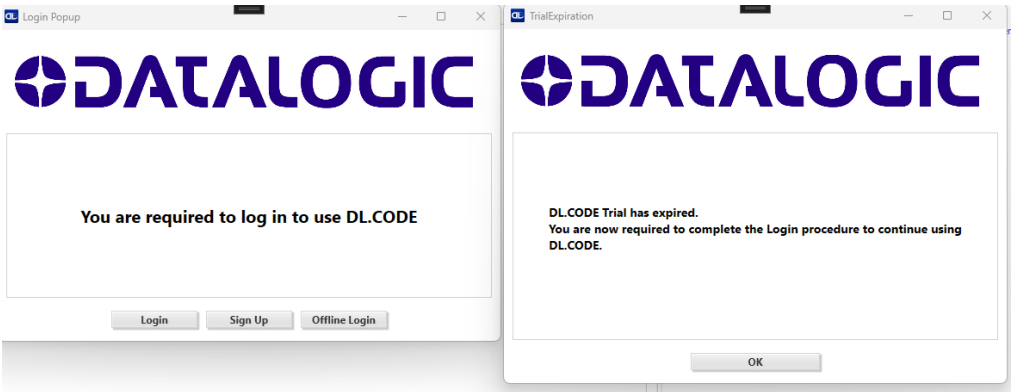 Login Popup
DATALOGIC
You are required to log in to use DL.CODE
Login
Sign Up
Offline Login
TrialExpiration
DATALOGIC
DL.CODE Trial has expired.
You are now required to complete the Login procedure to continue using
DL.CODE.
OK